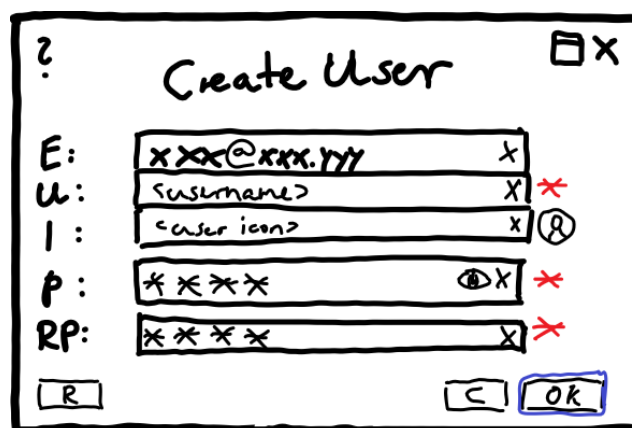 ? Create User X
E: xxx@xxx.yyy X
U: <username> X *
I: <user icon> X
P: **** X *
RP: **** X *
R C OK